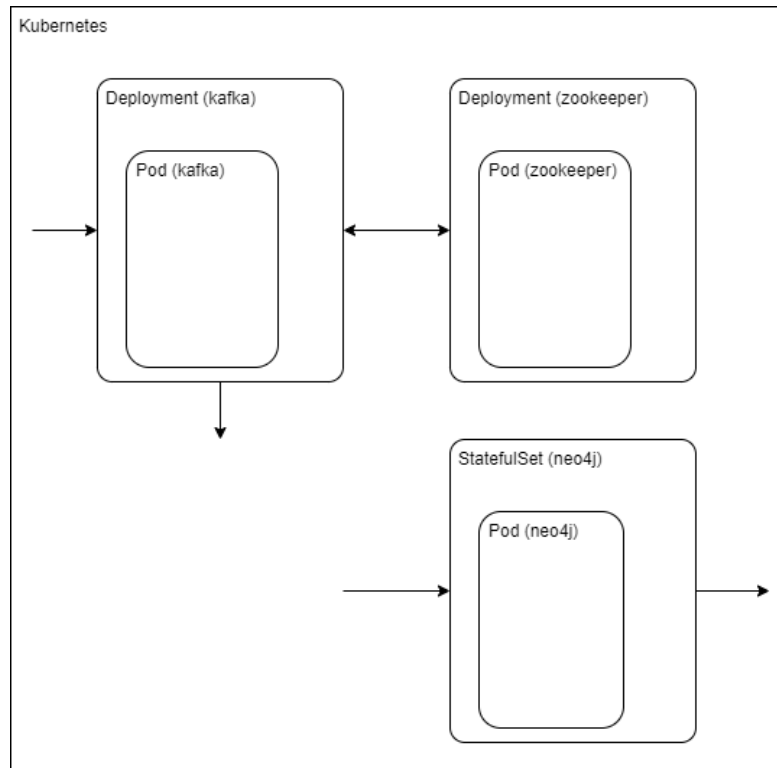 Kubernetes
Deployment (kafka)
Pod (kafka)
Deployment (zookeeper)
Pod (zookeeper)
StatefulSet (neo4j)
Pod (neo4j)